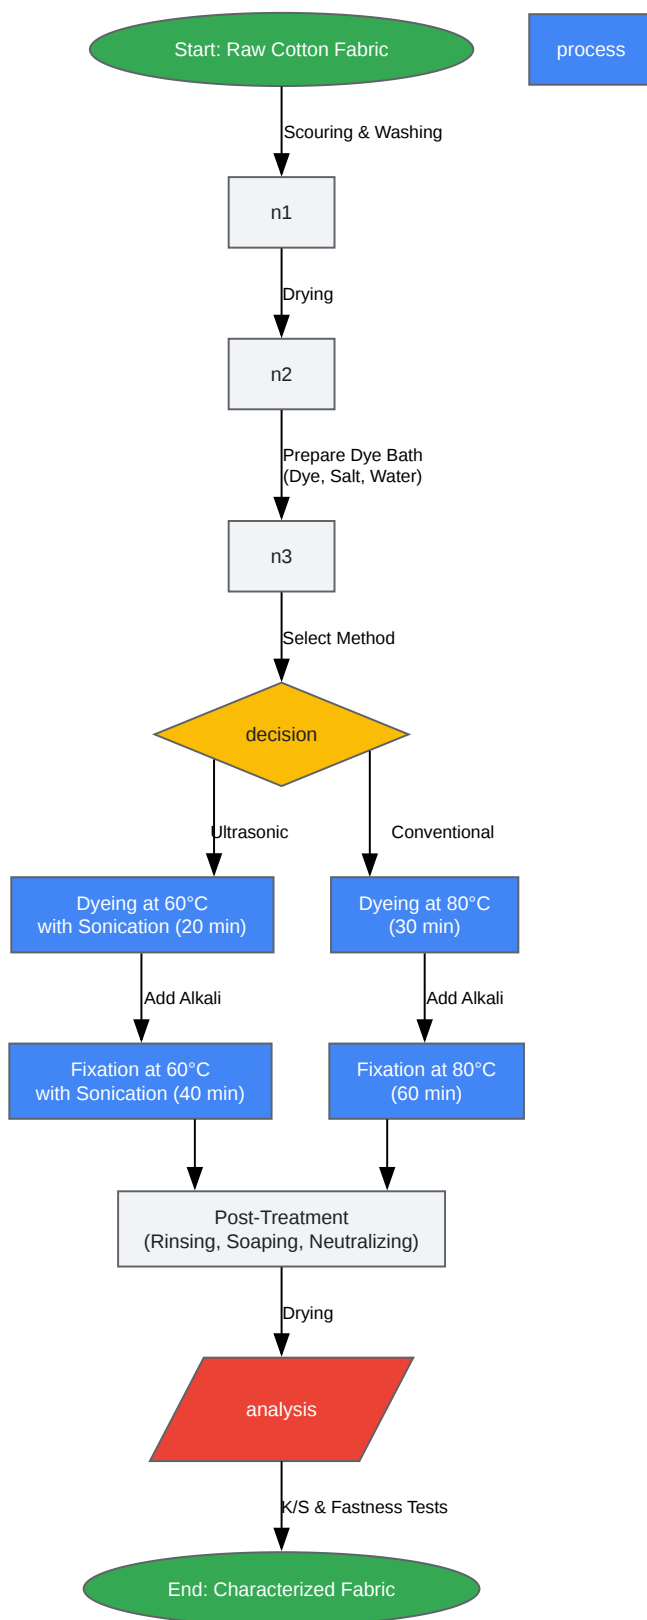 Start: Raw Cotton Fabric
process
Scouring & Washing
n1
Drying
n2
Prepare Dye Bath
(Dye, Salt, Water)
n3
Select Method
decision
Ultrasonic
Conventional
Dyeing at 60°C
with Sonication (20 min)
Dyeing at 80°C
(30 min)
Add Alkali
Add Alkali
Fixation at 60°C
with Sonication (40 min)
Fixation at 80°C
(60 min)
Post-Treatment
(Rinsing, Soaping, Neutralizing)
Drying
analysis
K/S & Fastness Tests
End: Characterized Fabric